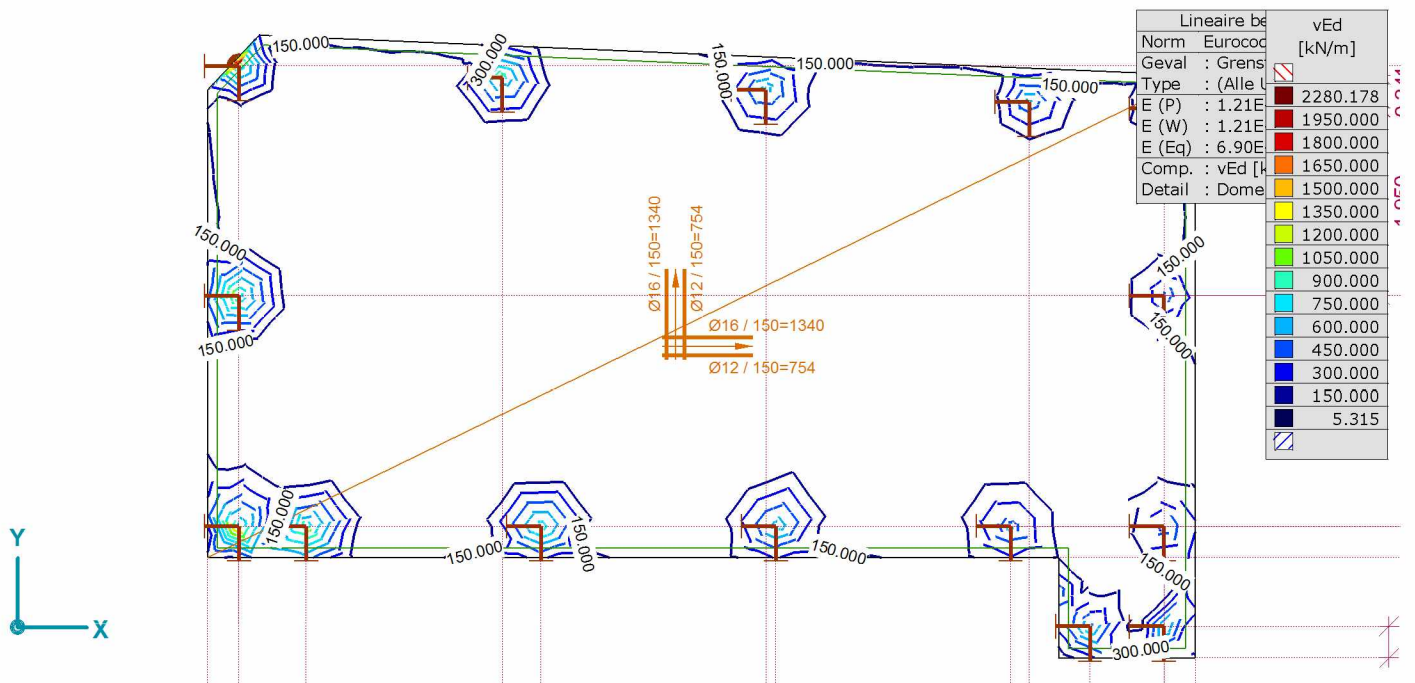 150.000
1300.000
150.000
150.000
150.000
Lineaire be
Norm Eurocod
Geval : Grens
Type : (Alle U
E (P) : 1.21E
E (W) : 1.21E
E (Eq) : 6.90E
Comp. : vEd [k
Detail : Dome
vEd
[kN/m]
2280.178
1950.000
1800.000
1650.000
1500.000
1350.000
1200.000
1050.000
900.000
750.000
600.000
450.000
300.000
150.000
5.315
150.000
150.000
Ø16 / 150=1340
Ø12 / 150=754
Ø16 / 150=1340
Ø12 / 150=754
150.000
150.000
150.000
150.000
150.000
150.000
150.000
300.000
Y
X